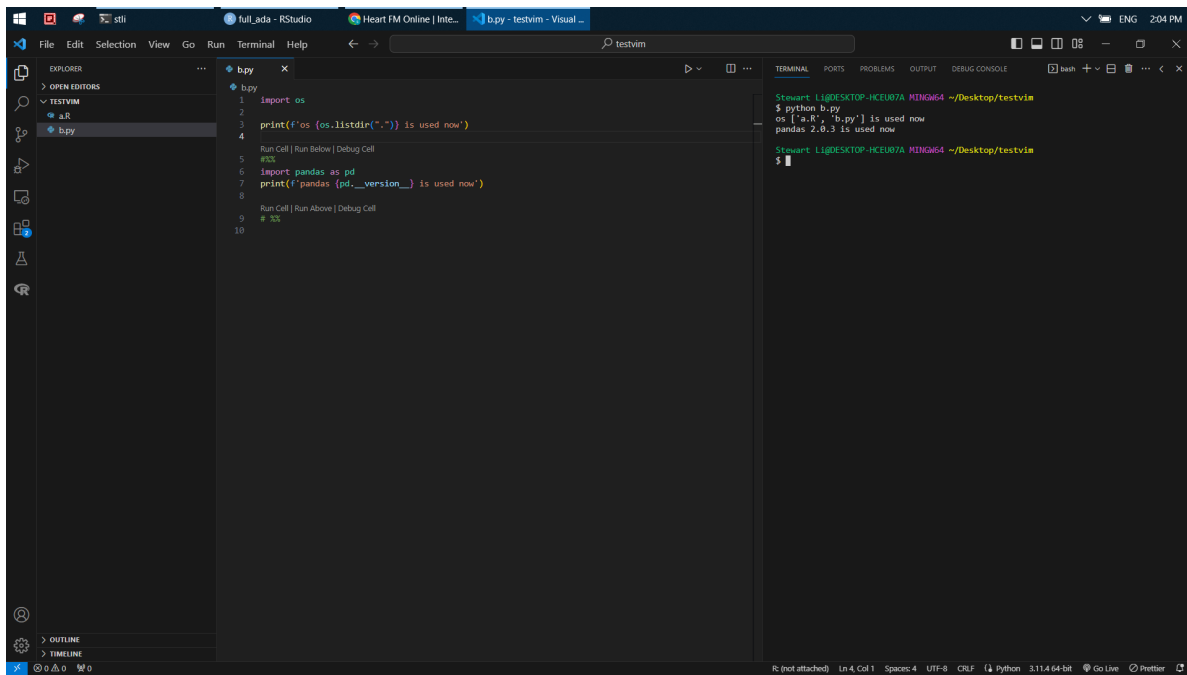 stli
full_ada - RStudio
Heart FM Online | Inte...
b.py - testvim - Visual ...
ENG 2:04 PM
File Edit Selection View Go Run Terminal Help
testvim
EXPLORER
OPEN EDITORS
TESTVIM
a.R
b.py
OUTLINE
TIMELINE
b.py
b.py
1 import os
2
3 print(f'os {os.listdir(".")} is used now')
4
Run Cell | Run Below | Debug Cell
5 #%%
6 import pandas as pd
7 print(f'pandas {pd.__version__} is used now')
8
Run Cell | Run Above | Debug Cell
9 # %%
10
TERMINAL PORTS PROBLEMS OUTPUT DEBUG CONSOLE
bash
Stewart Li@DESKTOP-HCEU07A MINGW64 ~/Desktop/testvim
$ python b.py
os ['a.R', 'b.py'] is used now
pandas 2.0.3 is used now
Stewart Li@DESKTOP-HCEU07A MINGW64 ~/Desktop/testvim
$
0 0 0
R: (not attached) Ln 4, Col 1 Spaces: 4 UTF-8 CRLF Python 3.11.4 64-bit Go Live Prettier